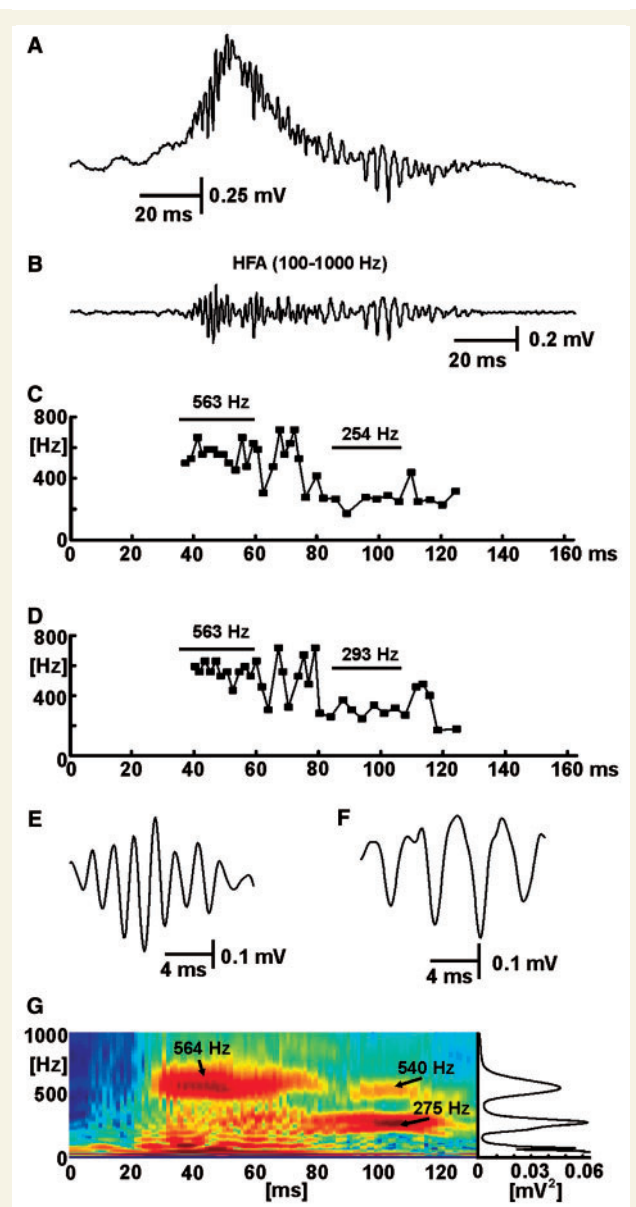 A
0.25 mV
20 ms
B
HFA (100-1000 Hz)
0.2 mV
20 ms
C
563 Hz
254 Hz
800
[Hz]
400
0
0 20 40 60 80 100 120 140 160 ms
D
563 Hz
293 Hz
800
[Hz]
400
0
0 20 40 60 80 100 120 140 160 ms
E
F
4 ms 0.1 mV
4 ms 0.1 mV
G
1000
[Hz]
500
0
564 Hz
540 Hz
275 Hz
0 20 40 60 80 100 120
[ms]
0 0.03 0.06
[mV²]